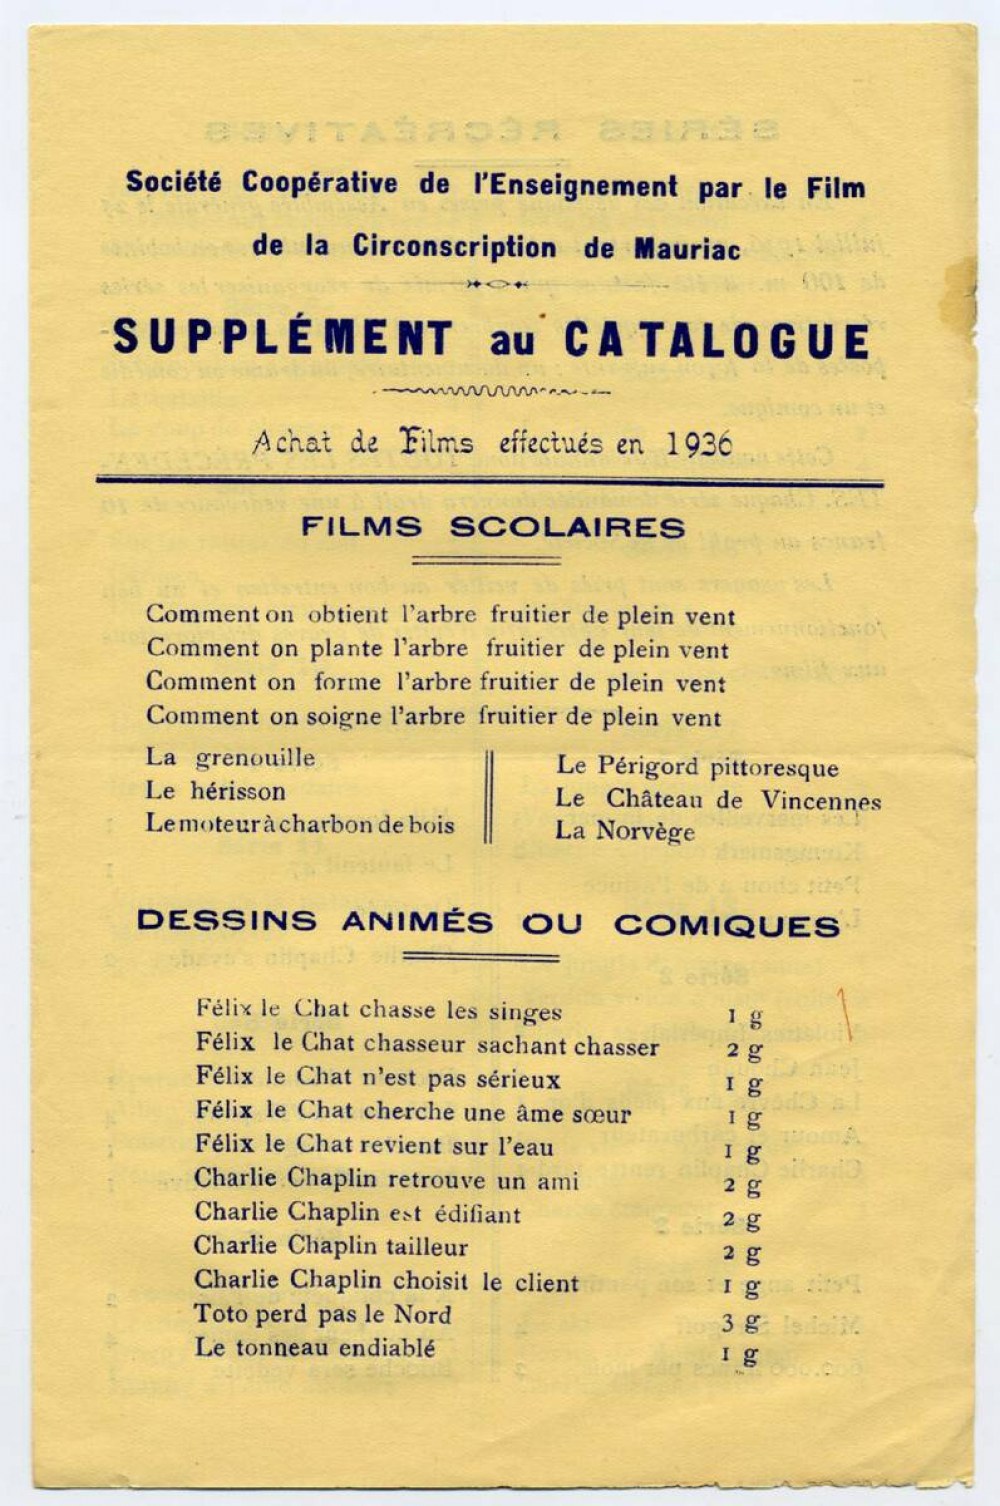 Société Coopérative de l'Enseignement par le Film
de la Circonscription de Mauriac
SUPPLÉMENT au CATALOGUE
Achat de Films effectués en 1936
FILMS SCOLAIRES
Comment on obtient l'arbre fruitier de plein vent
Comment on plante l'arbre fruitier de plein vent
Comment on forme l'arbre fruitier de plein vent
Comment on soigne l'arbre fruitier de plein vent
La grenouille
Le hérisson
Le moteur à charbon de bois
Le Périgord pittoresque
Le Château de Vincennes
La Norvège
DESSINS ANIMÉS OU COMIQUES
Félix le Chat chasse les singes 1 g
Félix le Chat chasseur sachant chasser 2 g
Félix le Chat n'est pas sérieux 1 g
Félix le Chat cherche une âme sœur 1 g
Félix le Chat revient sur l'eau 1 g
Charlie Chaplin retrouve un ami 2 g
Charlie Chaplin est édifiant 2 g
Charlie Chaplin tailleur 2 g
Charlie Chaplin choisit le client 1 g
Toto perd pas le Nord 3 g
Le tonneau endiablé 1 g